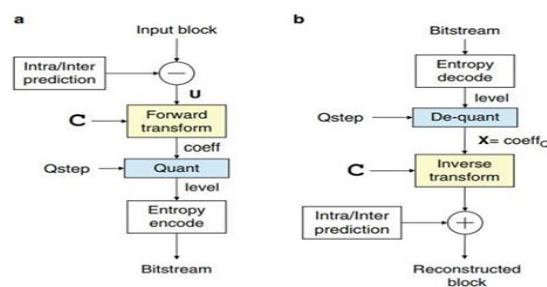 a
Input block
Intra/Inter
prediction
−
U
C
Forward
transform
coeff
Qstep
Quant
level
Entropy
encode
Bitstream
b
Bitstream
Entropy
decode
level
Qstep
De-quant
X= coeffQ
C
Inverse
transform
Intra/Inter
prediction
+
Reconstructed
block